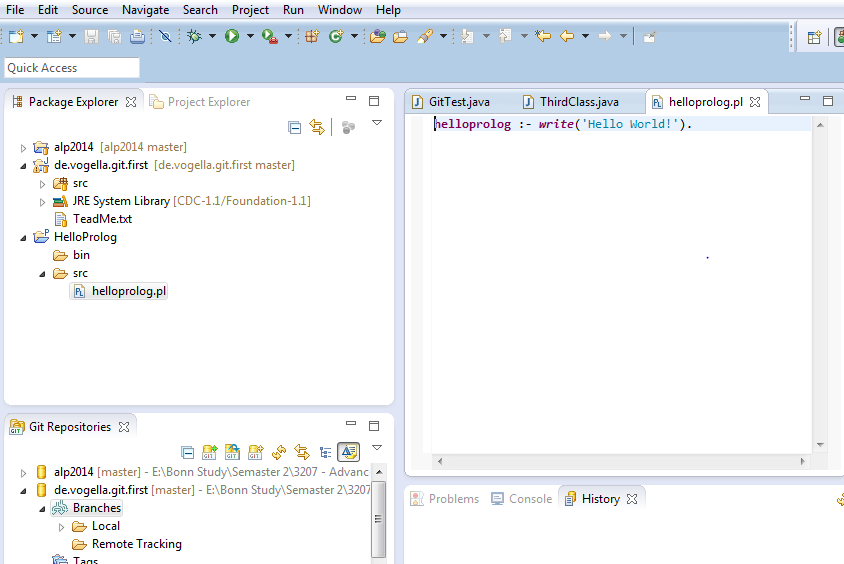 File Edit Source Navigate Search Project Run Window Help
Quick Access
Package Explorer Project Explorer
alp2014 [alp2014 master]
de.vogella.git.first [de.vogella.git.first master]
src
JRE System Library [CDC-1.1/Foundation-1.1]
TeadMe.txt
HelloProlog
bin
src
helloprolog.pl
GitTest.java ThirdClass.java helloprolog.pl
helloprolog :- write('Hello World!').
Git Repositories
alp2014 [master] - E:\Bonn Study\Semaster 2\3207 - Advanc
de.vogella.git.first [master] - E:\Bonn Study\Semaster 2\3207
Branches
Local
Remote Tracking
Tags
Problems Console History